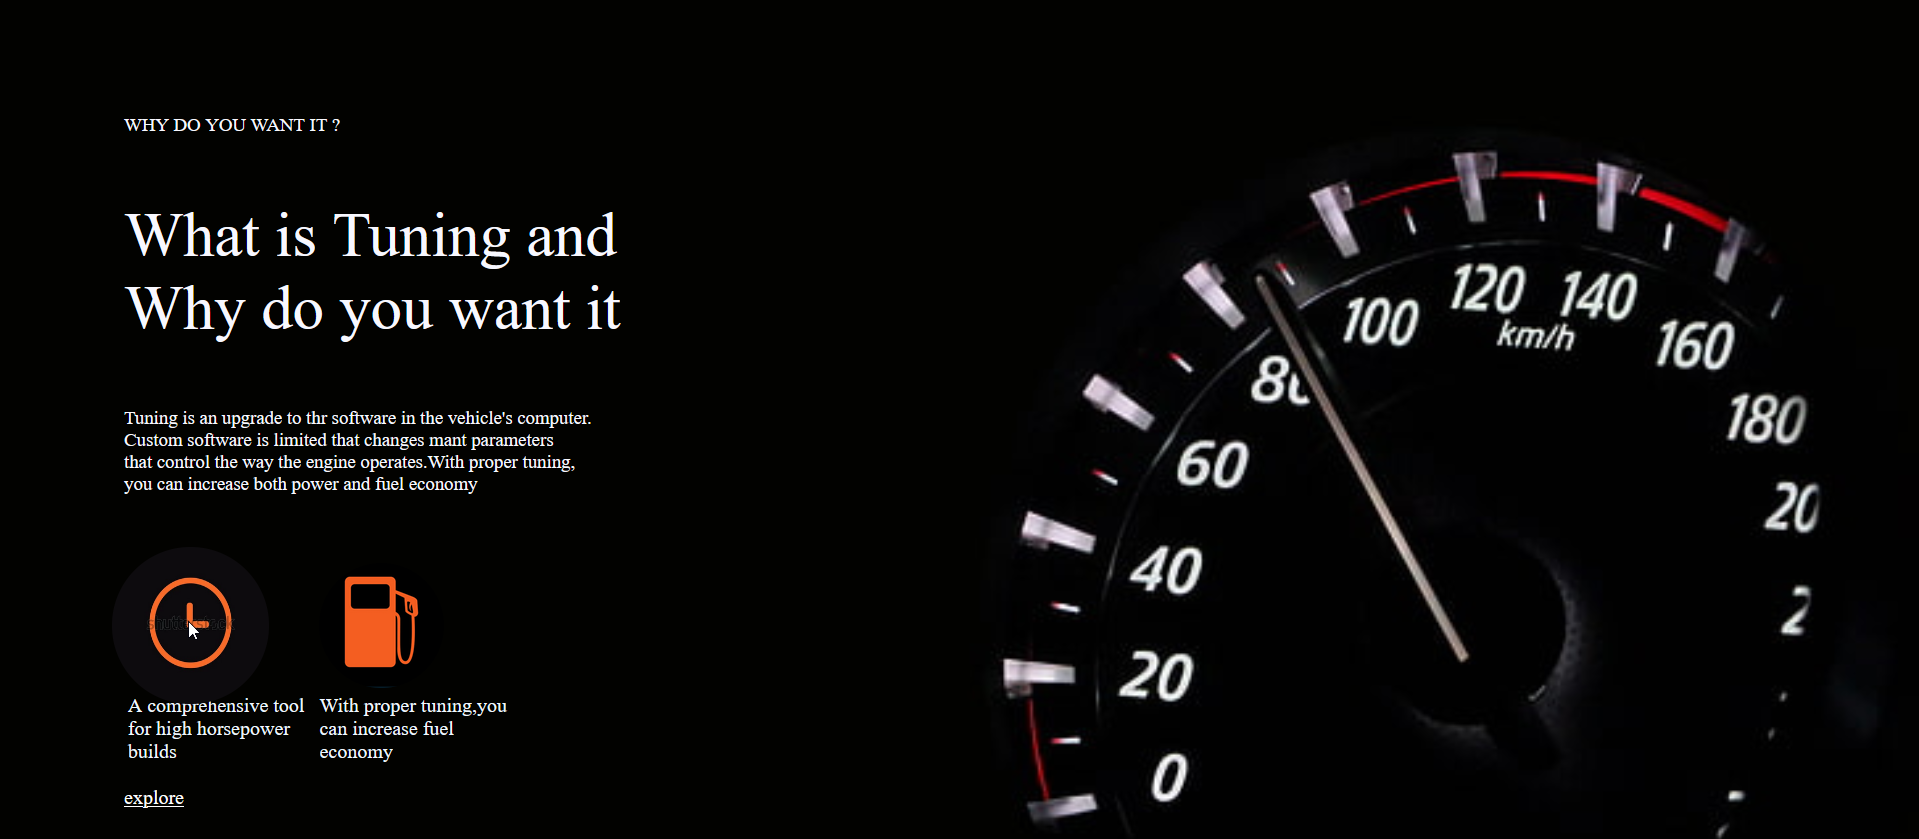 WHY DO YOU WANT IT ?
What is Tuning and
Why do you want it
Tuning is an upgrade to thr software in the vehicle's computer.
Custom software is limited that changes mant parameters
that control the way the engine operates.With proper tuning,
you can increase both power and fuel economy
A comprehensive tool
for high horsepower
builds
With proper tuning,you
can increase fuel
economy
explore
0
20
40
60
100
120
140
km/h
160
180